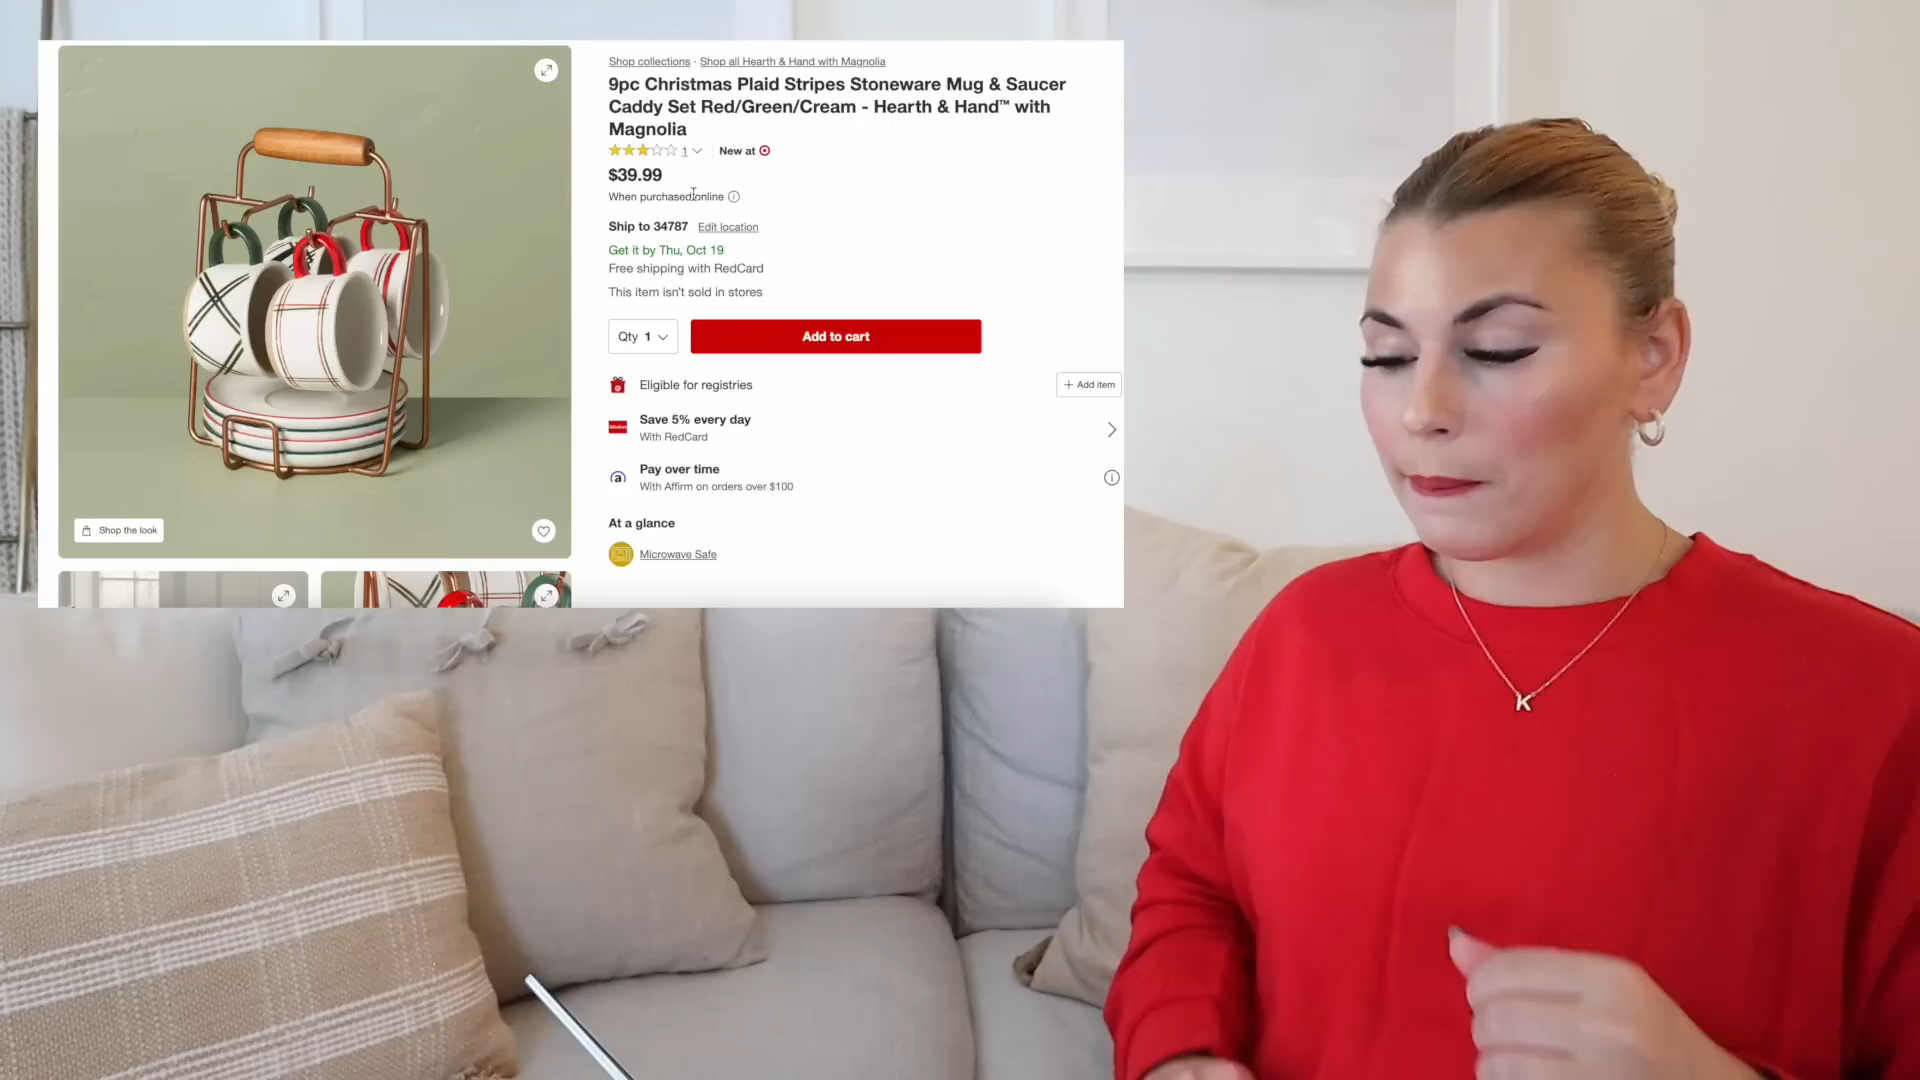 Shop collections · Shop all Hearth & Hand with Magnolia
9pc Christmas Plaid Stripes Stoneware Mug & Saucer
Caddy Set Red/Green/Cream - Hearth & Hand™ with
Magnolia
1 New at
$39.99
When purchased online
Ship to 34787 Edit location
Get it by Thu, Oct 19
Free shipping with RedCard
This item isn't sold in stores
Qty 1 Add to cart
Eligible for registries Add item
Save 5% every day
With RedCard
Pay over time
a
With Affirm on orders over $100
At a glance
Shop the look
Microwave Safe
K